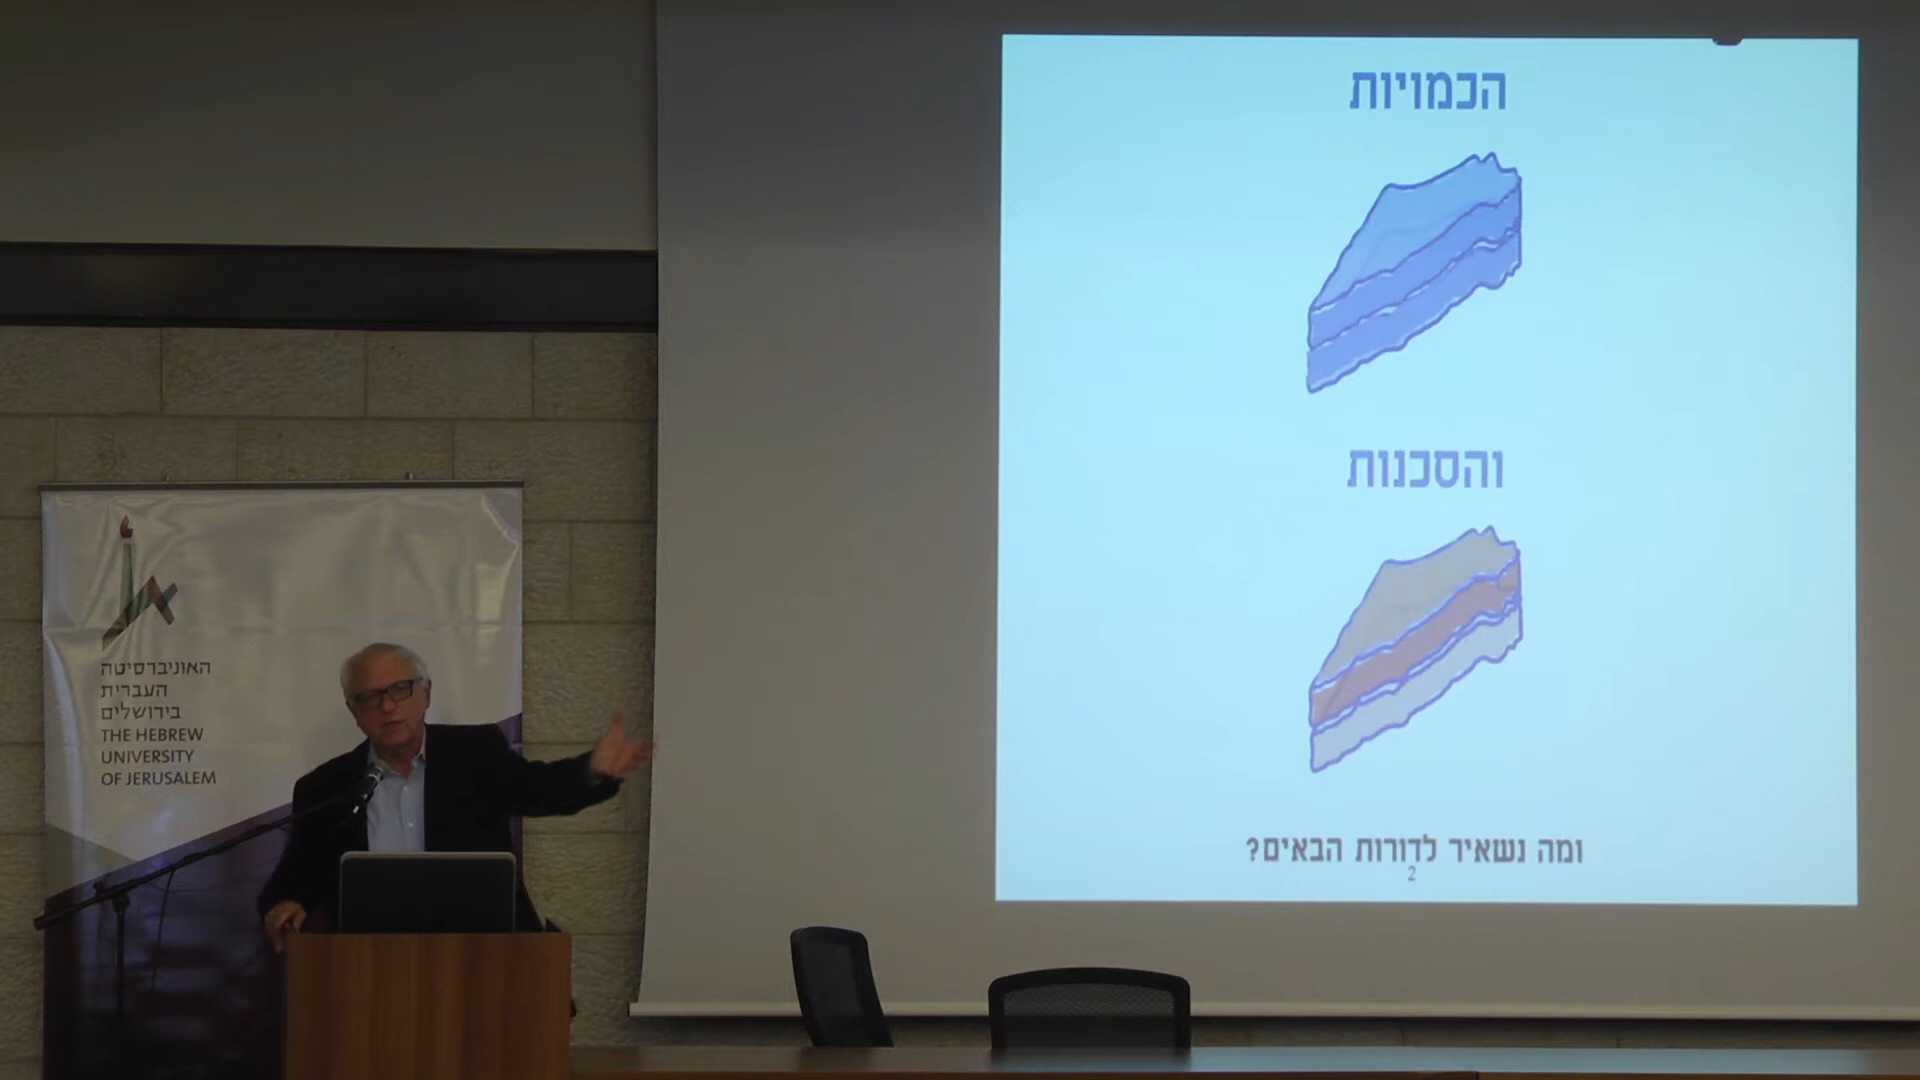 הכמויות
והסכנות
ומה נשאיר לדורות הבאים?
2
האוניברסיטה
העברית
בירושלים
THE HEBREW
UNIVERSITY
OF JERUSALEM